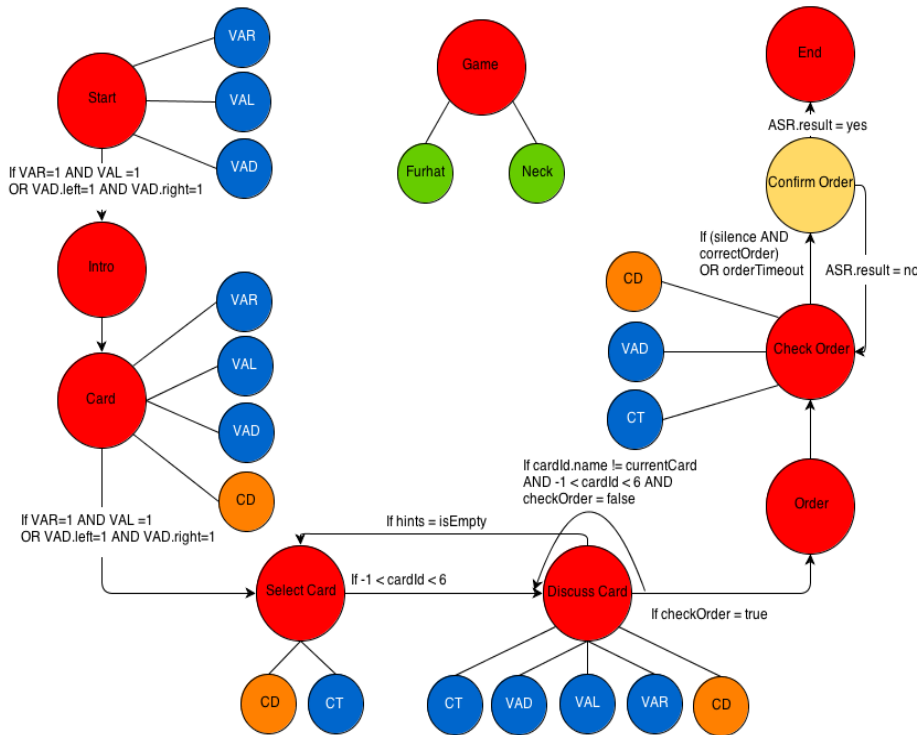 VAR
Start
VAL
VAD
If VAR=1 AND VAL =1
OR VAD.left=1 AND VAD.right=1
Intro
VAR
VAL
Card
VAD
CD
If VAR=1 AND VAL =1
OR VAD.left=1 AND VAD.right=1
Game
Furhat
Neck
End
ASR.result = yes
Confirm Order
If (silence AND
correctOrder)
OR orderTimeout
ASR.result = no
CD
VAD
Check Order
CT
If cardId.name != currentCard
AND -1 < cardId < 6 AND
checkOrder = false
Order
If hints = isEmpty
Select Card
If -1 < cardId < 6
Discuss Card
If checkOrder = true
CD
CT
CT
VAD
VAL
VAR
CD